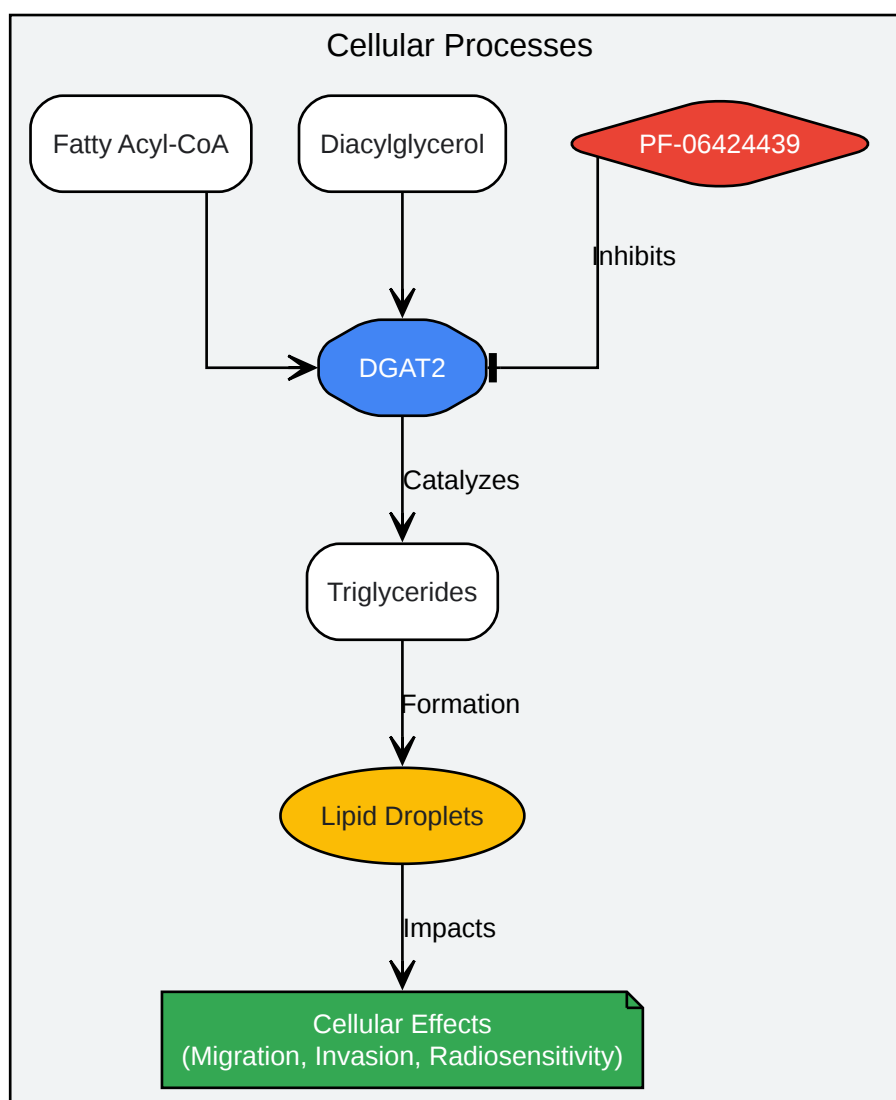 Cellular Processes
Fatty Acyl-CoA
Diacylglycerol
PF-06424439
Inhibits
DGAT2
Catalyzes
Triglycerides
Formation
Lipid Droplets
Impacts
Cellular Effects
(Migration, Invasion, Radiosensitivity)